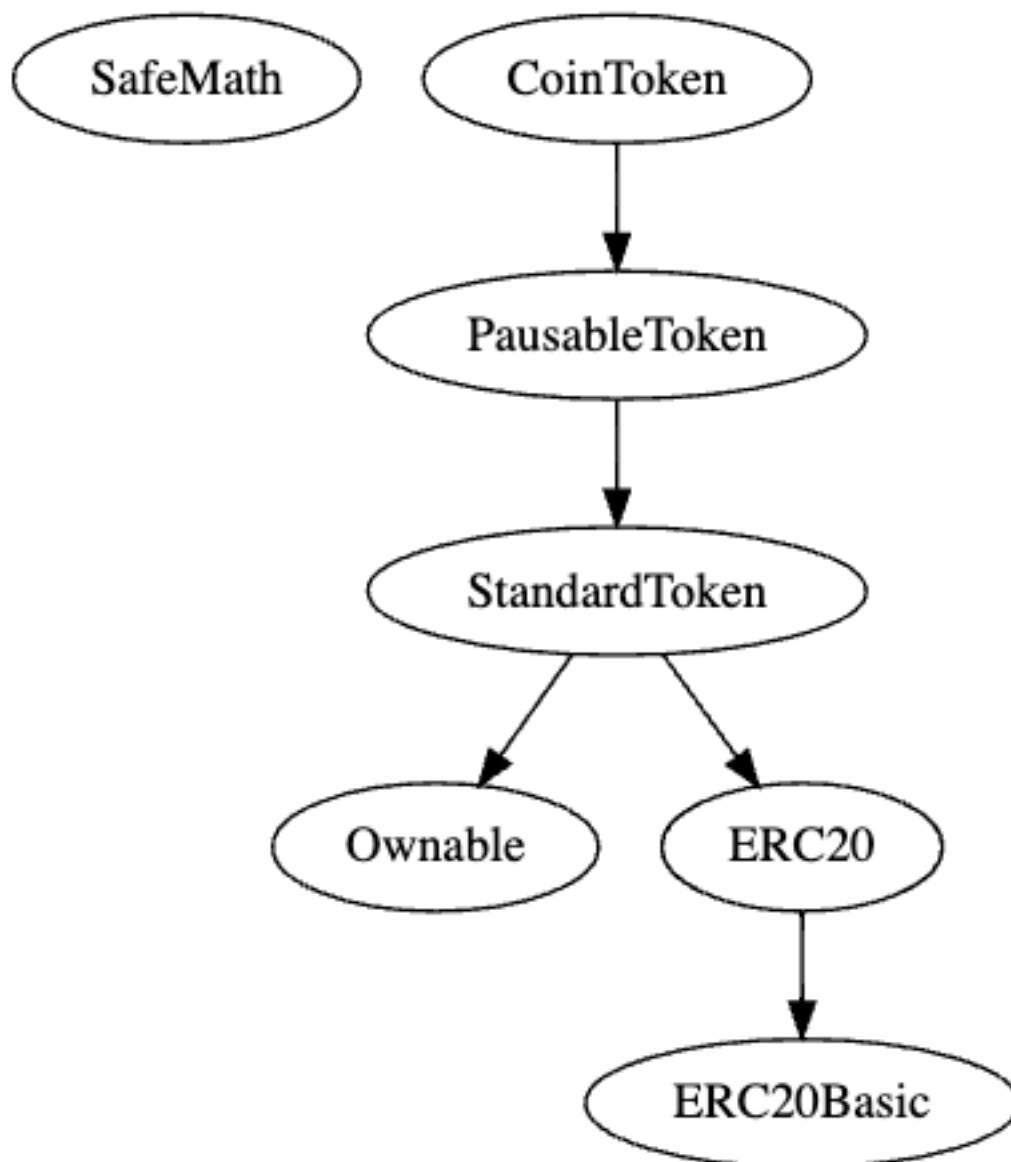 SafeMath
CoinToken
PausableToken
StandardToken
Ownable
ERC20
ERC20Basic